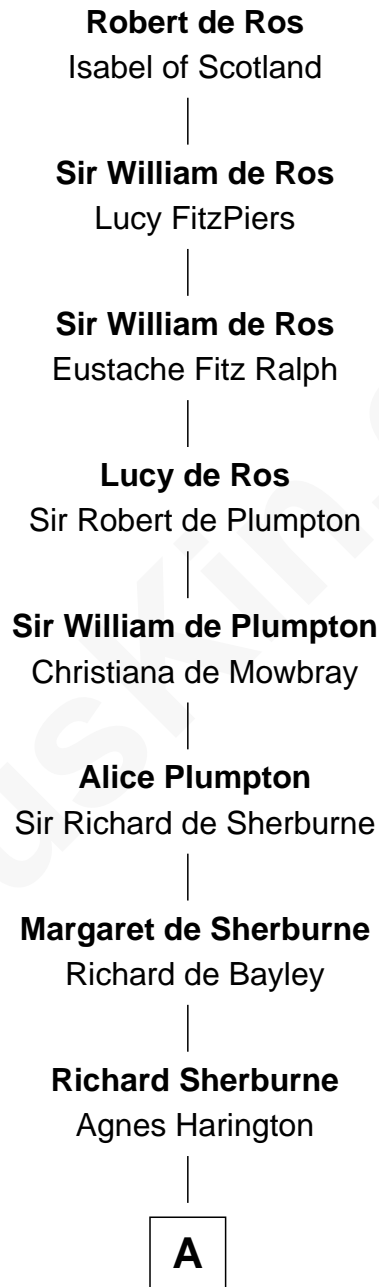 Robert de Ros
Isabel of Scotland
Sir William de Ros
Lucy FitzPiers
Sir William de Ros
Eustache Fitz Ralph
Lucy de Ros
Sir Robert de Plumpton
Sir William de Plumpton
Christiana de Mowbray
Alice Plumpton
Sir Richard de Sherburne
Margaret de Sherburne
Richard de Bayley
Richard Sherburne
Agnes Harington
A